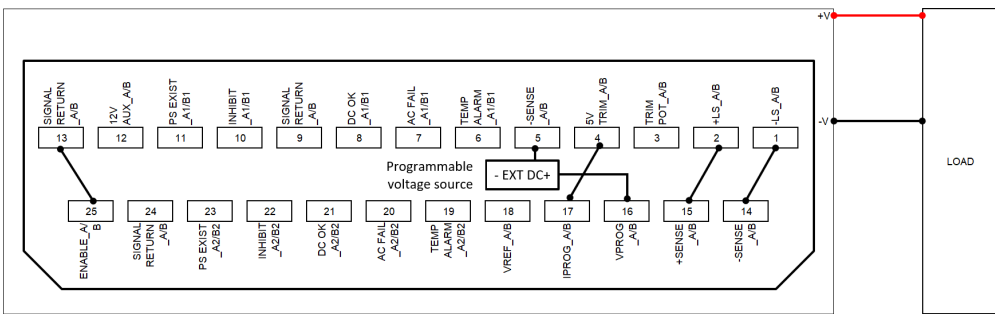 +V
SIGNAL
RETURN
_A/B
12V
AUX_A/B
PS EXIST
_A1/B1
INHIBIT
_A1/B1
SIGNAL
RETURN
_A/B
DC OK
_A1/B1
AC FAIL
_A1/B1
TEMP
ALARM
_A1/B1
-SENSE
_A/B
5V
TRIM_A/B
TRIM
POT_A/B
+LS_A/B
-LS_A/B
13
12
11
10
9
8
7
6
5
4
3
2
1
-V
LOAD
Programmable
voltage source
- EXT DC+
25
24
23
22
21
20
19
18
17
16
15
14
ENABLE_A/
B
SIGNAL
RETURN
_A/B
PS EXIST
_A2/B2
INHIBIT
_A2/B2
DC OK
_A2/B2
AC FAIL
_A2/B2
TEMP
ALARM
_A2/B2
VREF_A/B
IPROG_A/B
VPROG
_A/B
+SENSE
_A/B
-SENSE
_A/B